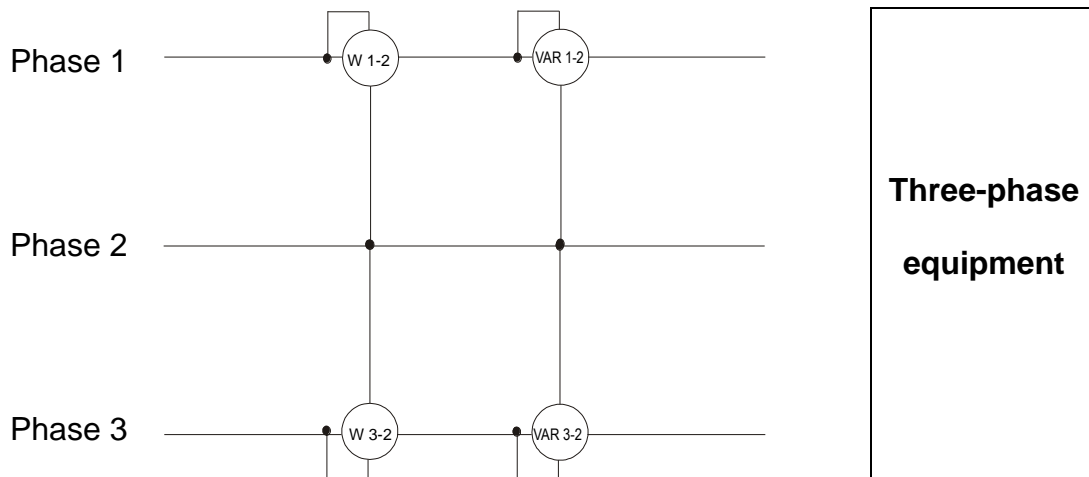 Phase 1
W 1-2
VAR 1-2
Three-phase
equipment
Phase 2
Phase 3
W 3-2
VAR 3-2